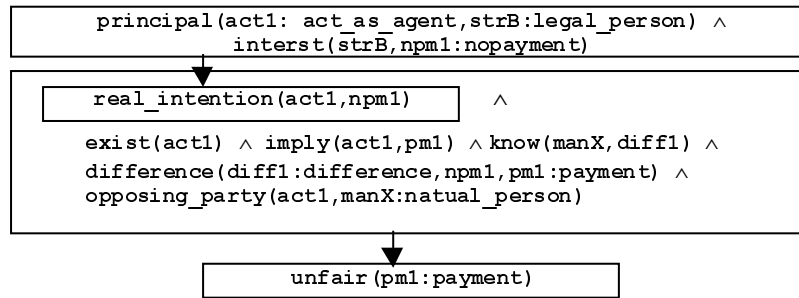 principal(act1: act_as_agent,strB:legal_person) ∧
interst(strB,npm1:nopayment)
real_intention(act1,npm1) ∧
exist(act1) ∧ imply(act1,pm1) ∧ know(manX,diff1) ∧
difference(diff1:difference,npm1,pm1:payment) ∧
opposing_party(act1,manX:natual_person)
unfair(pm1:payment)